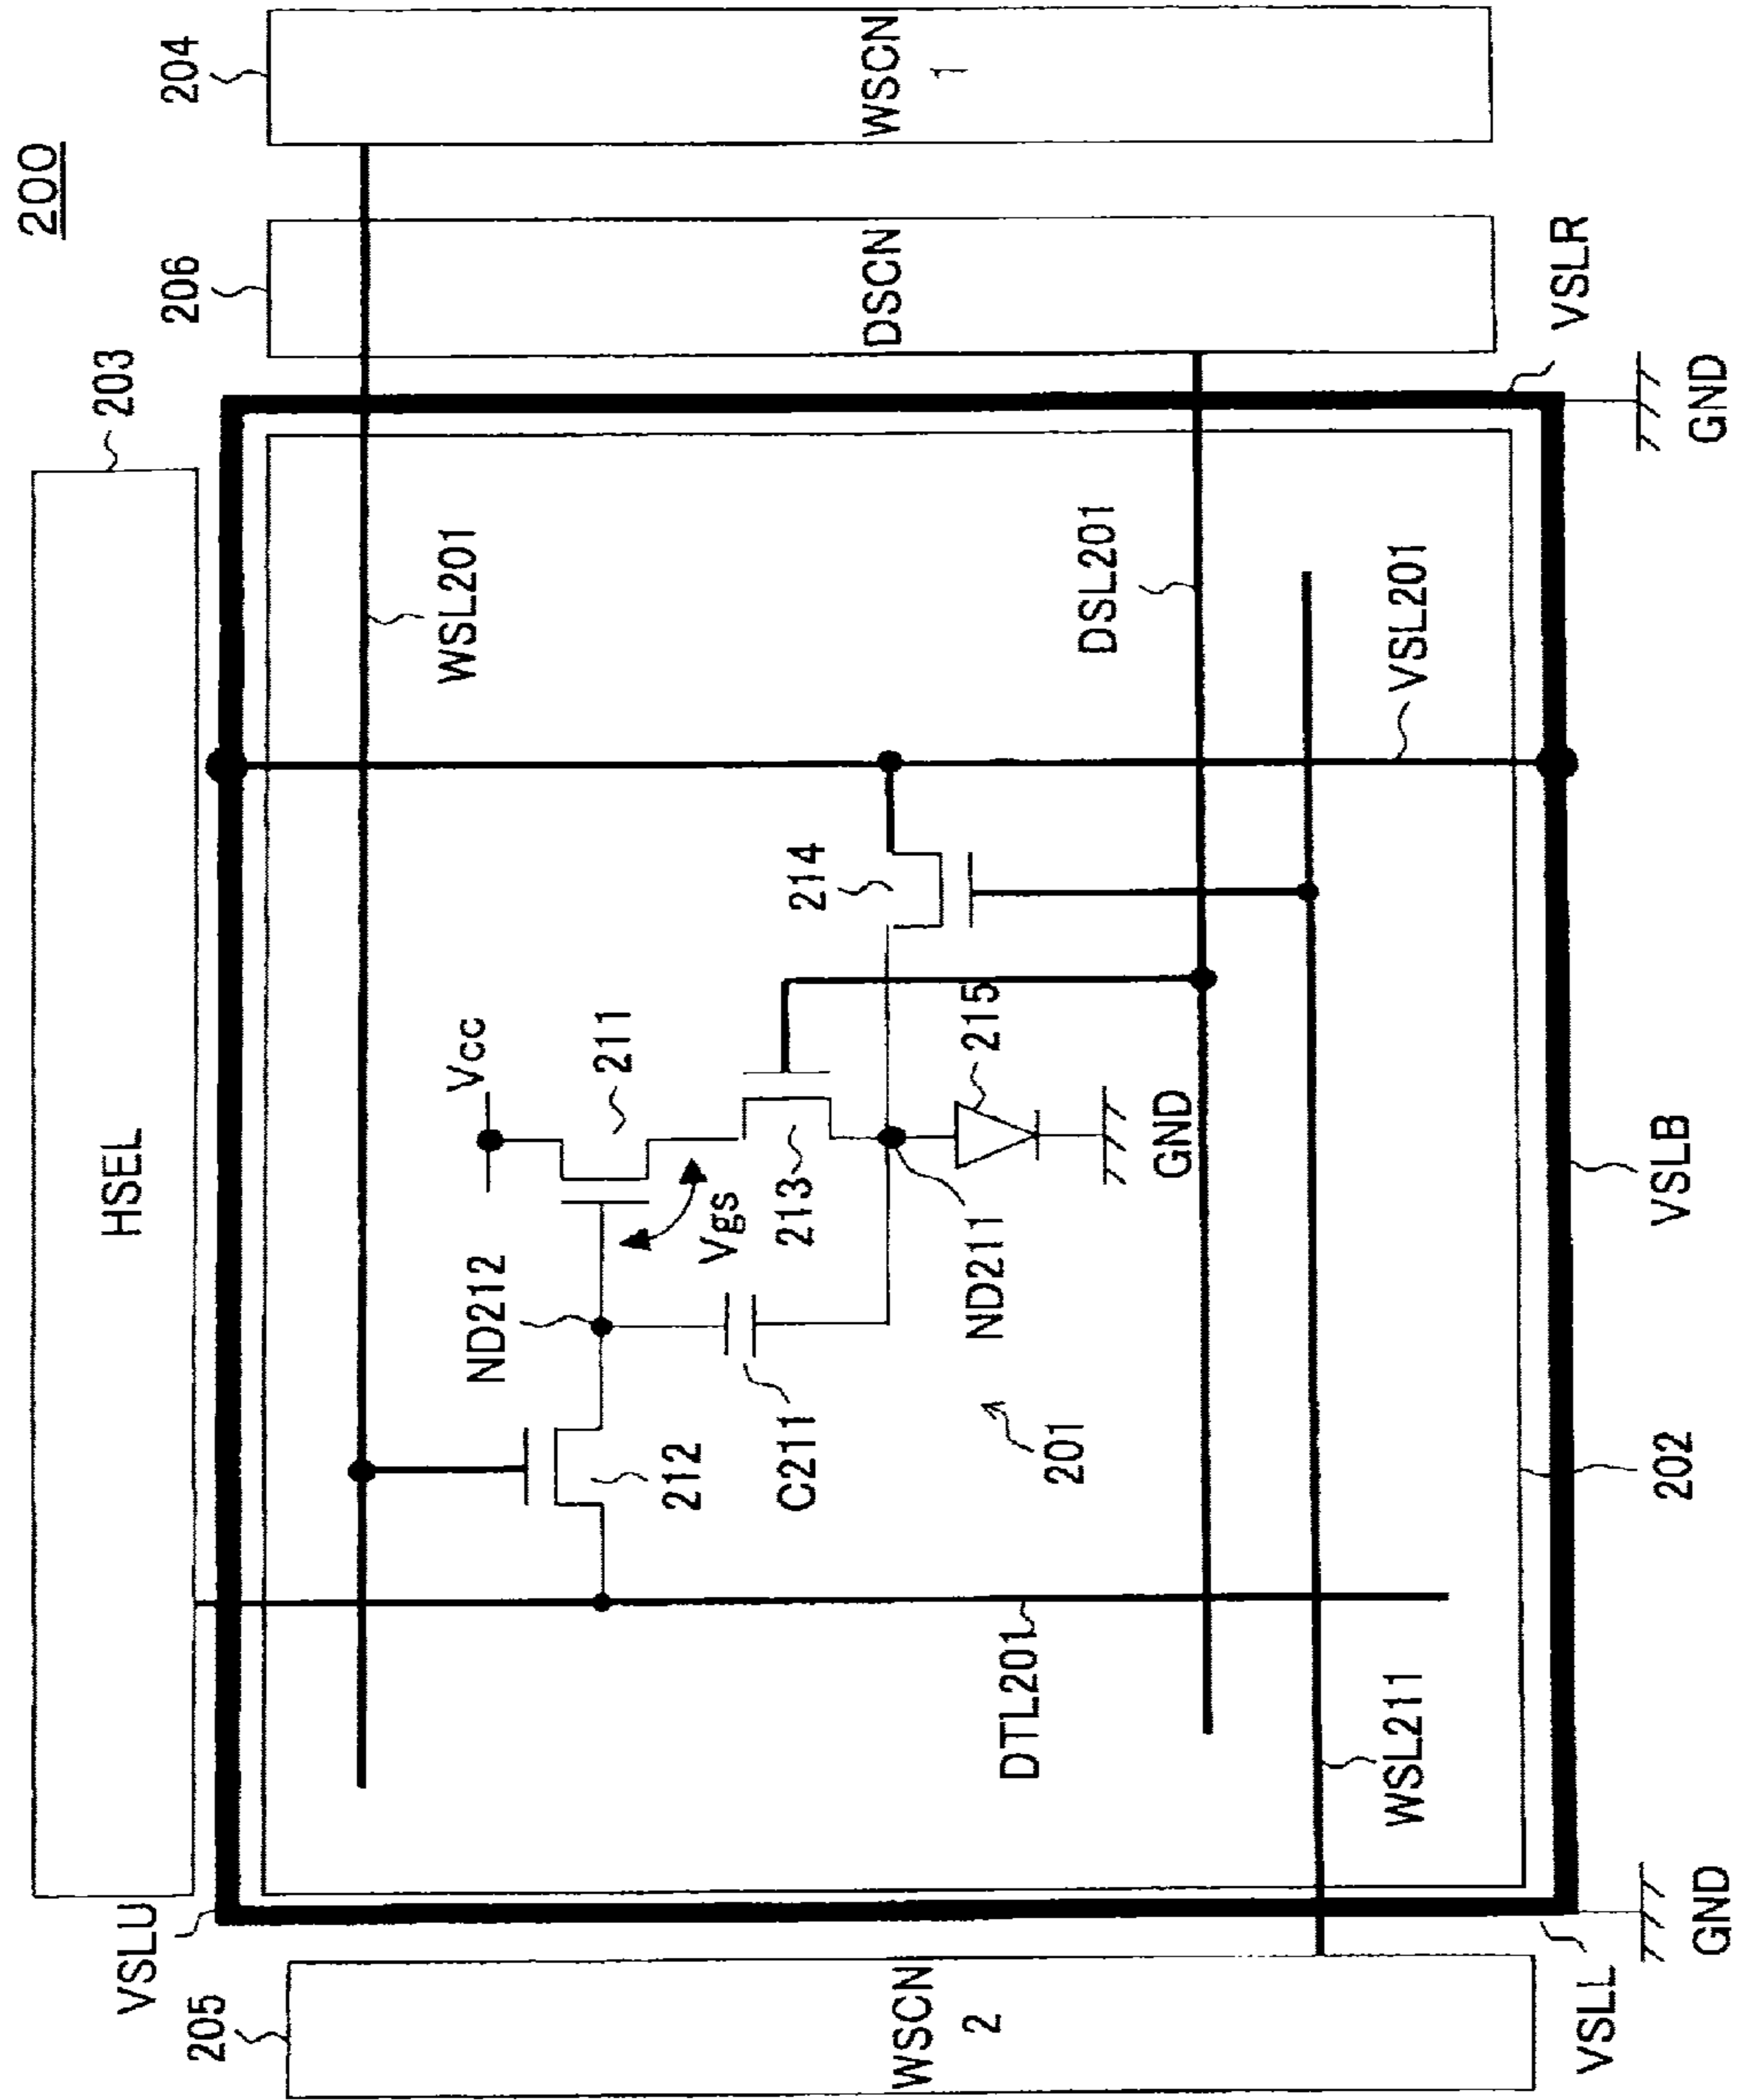 200
203
HSEL
VSLU
205
WSCN
2
VSLL
GND
206
DSCN
204
WSCN
1
VSLR
GND
WSL201
Vcc
211
ND212
Vgs
212
213
C211
214
215
ND211
GND
201
DSL201
DTL201
VSL201
WSL211
202
VSLB